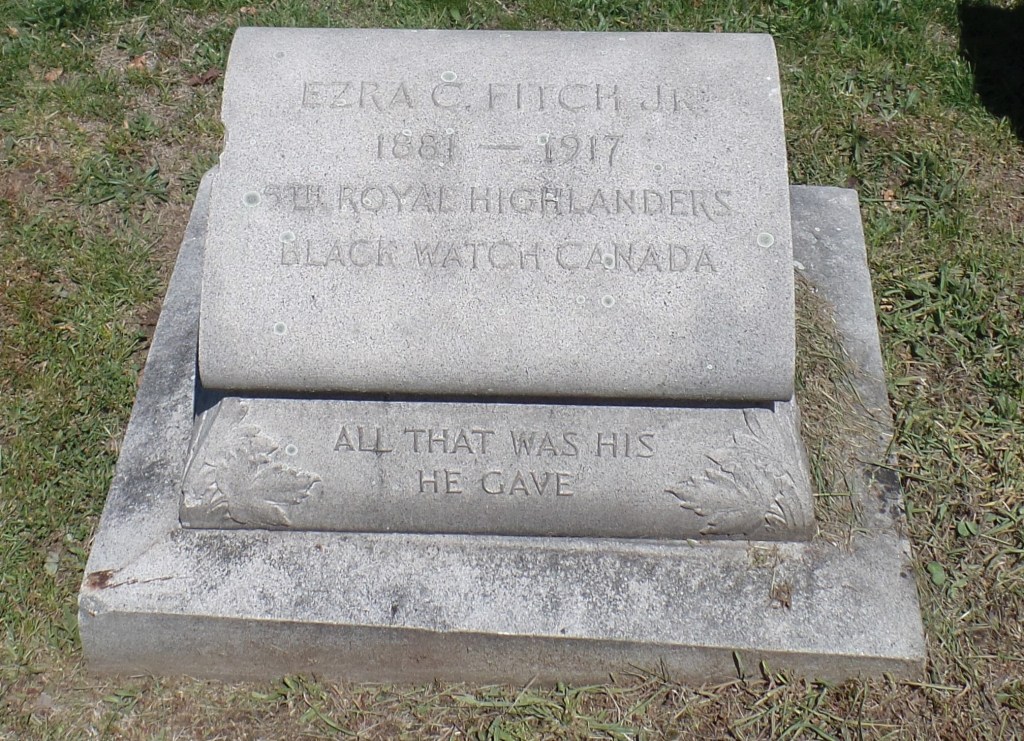 EZRA C. FITCH JR.
1881 — 1917
5TH ROYAL HIGHLANDERS
BLACK WATCH CANADA
ALL THAT WAS HIS
HE GAVE